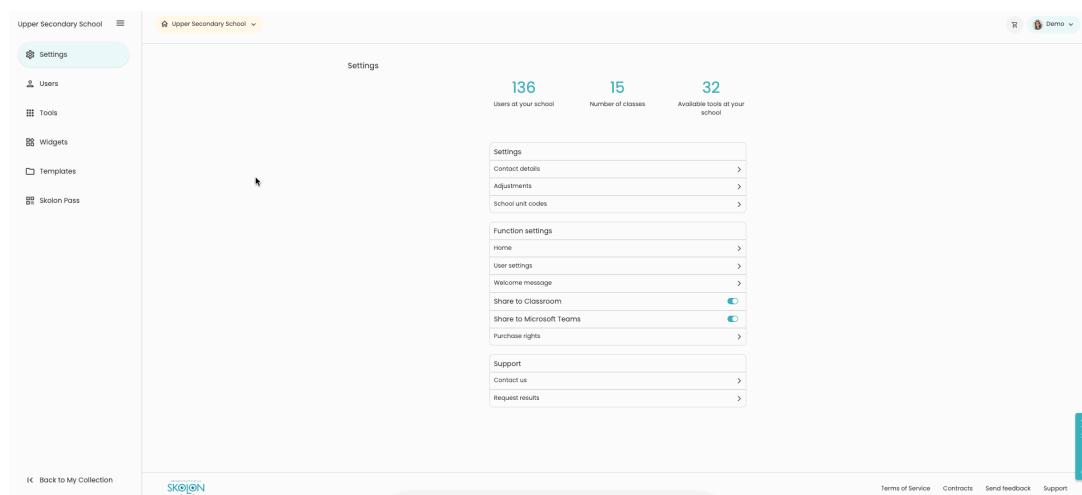 Upper Secondary School
Upper Secondary School
Demo
Settings
Users
Tools
Widgets
Templates
Skolon Pass
Back to My Collection
Settings
136
Users at your school
15
Number of classes
32
Available tools at your
school
Settings
Contact details
Adjustments
School unit codes
Function settings
Home
User settings
Welcome message
Share to Classroom
Share to Microsoft Teams
Purchase rights
Support
Contact us
Request results
SKOLON
Terms of Service
Contracts
Send feedback
Support